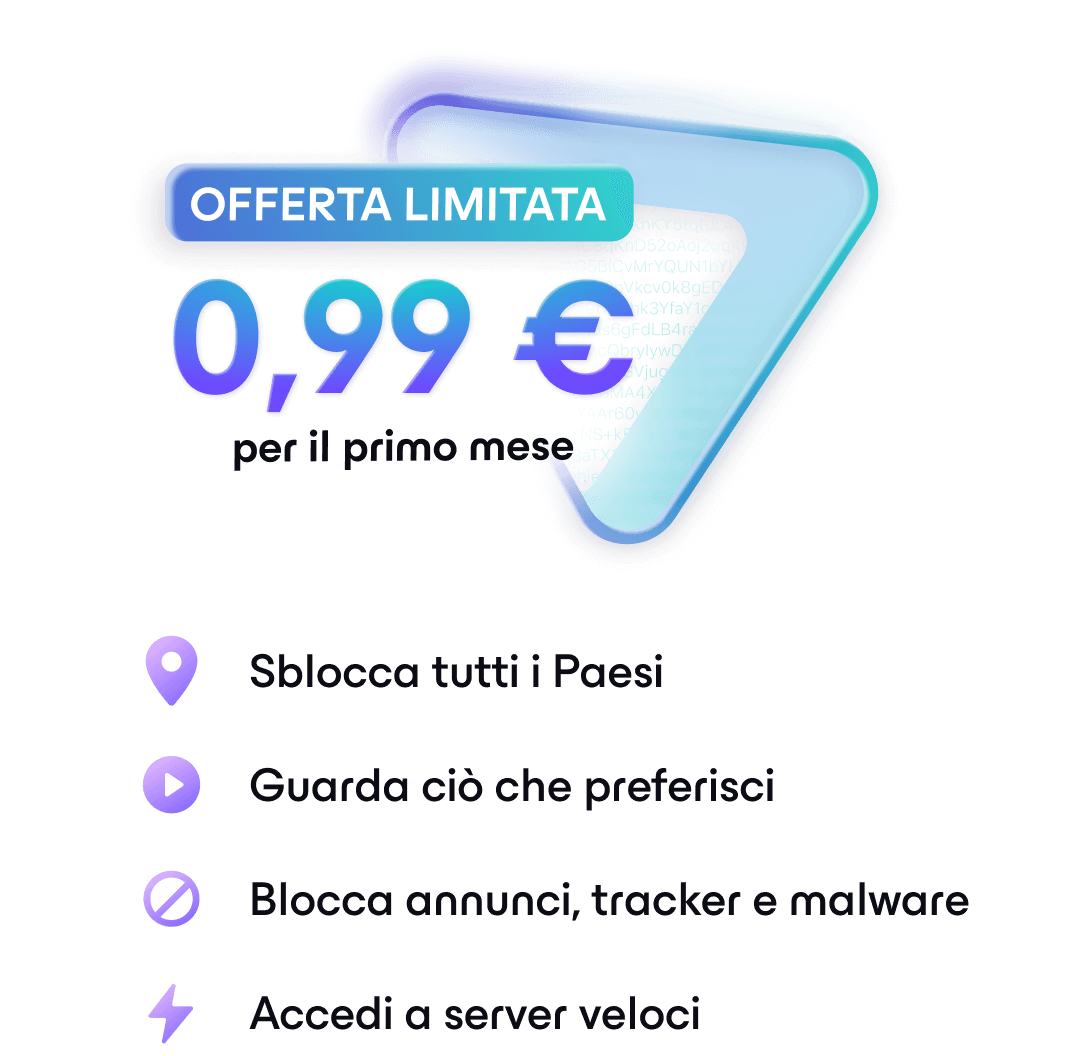 OFFERTA LIMITATA
0,99 €
per il primo mese
Sblocca tutti i Paesi
Guarda ciò che preferisci
Blocca annunci, tracker e malware
Accedi a server veloci